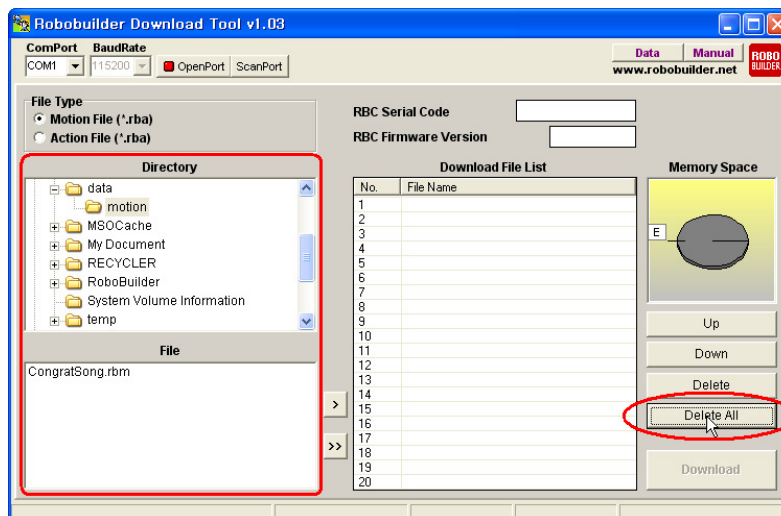 Robobuilder Download Tool v1.03
ComPort BaudRate
COM1 115200 OpenPort ScanPort
Data Manual
www.robobuilder.net
ROBO
BUILDER
File Type
Motion File (*.rba)
Action File (*.rba)
RBC Serial Code
RBC Firmware Version
Directory
data
motion
MSOCache
My Document
RECYCLER
RoboBuilder
System Volume Information
temp
File
CongratSong.rbm
>
>>
Download File List
No. File Name
1
2
3
4
5
6
7
8
9
10
11
12
13
14
15
16
17
18
19
20
Memory Space
E
Up
Down
Delete
Delete All
Download